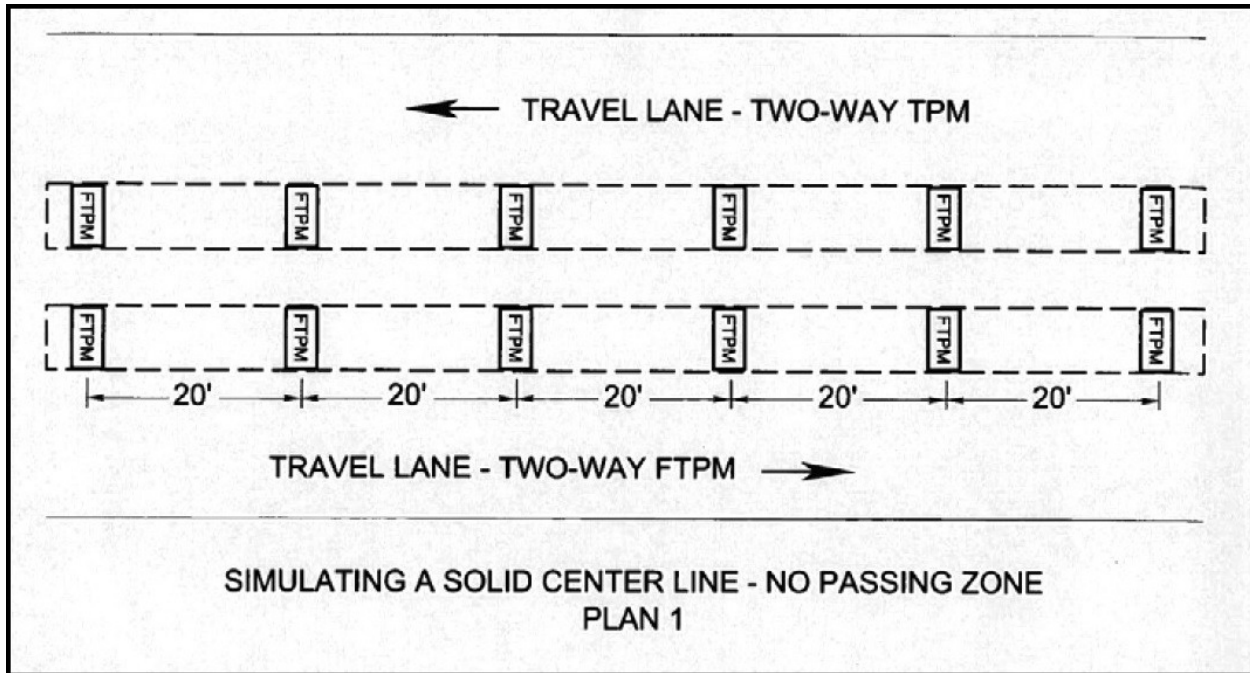 TRAVEL LANE - TWO-WAY TPM
FTPM FTPM FTPM FTPM FTPM FTPM
FTPM FTPM FTPM FTPM FTPM FTPM
20' 20' 20' 20' 20'
TRAVEL LANE - TWO-WAY FTPM
SIMULATING A SOLID CENTER LINE - NO PASSING ZONE
PLAN 1